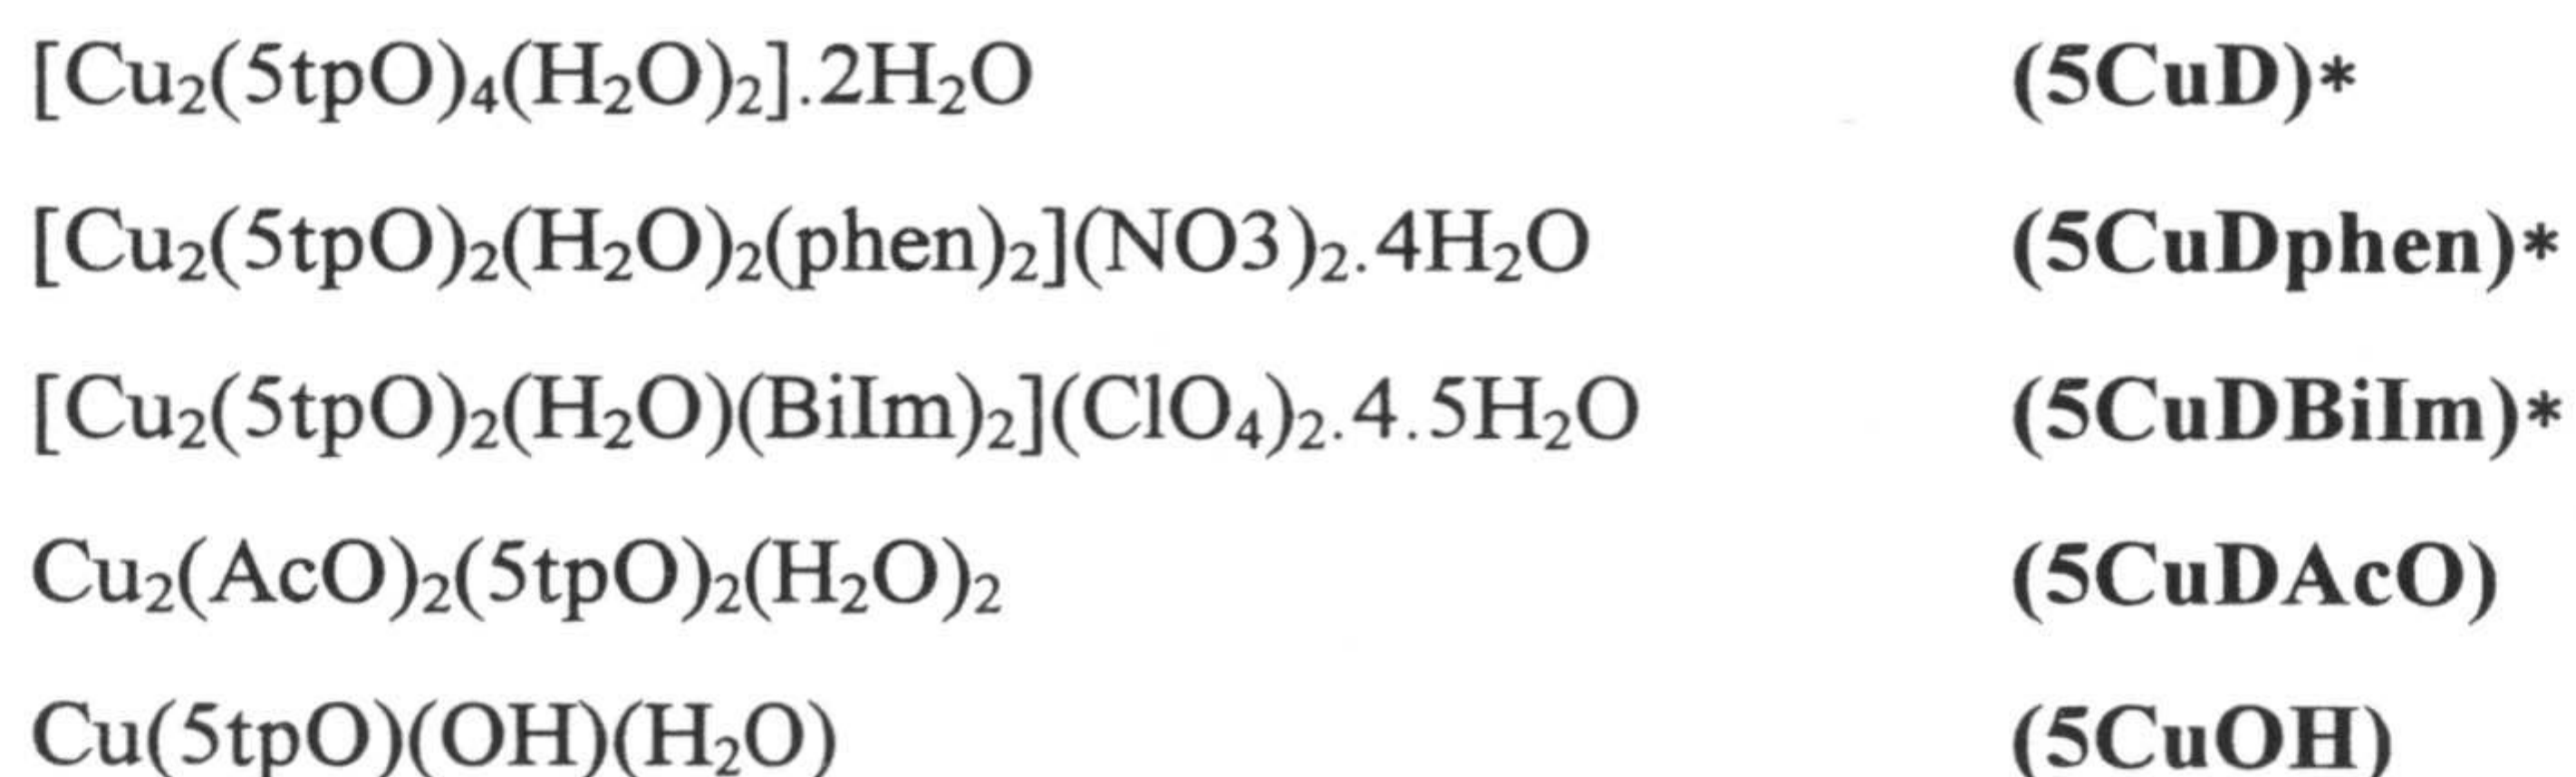 [Cu₂(5tpO)₄(H₂O)₂].2H₂O (5CuD)*
[Cu₂(5tpO)₂(H₂O)₂(phen)₂](NO3)₂.4H₂O (5CuDphen)*
[Cu₂(5tpO)₂(H₂O)(BiIm)₂](ClO₄)₂.4.5H₂O (5CuDBiIm)*
Cu₂(AcO)₂(5tpO)₂(H₂O)₂ (5CuDAcO)
Cu(5tpO)(OH)(H₂O) (5CuOH)